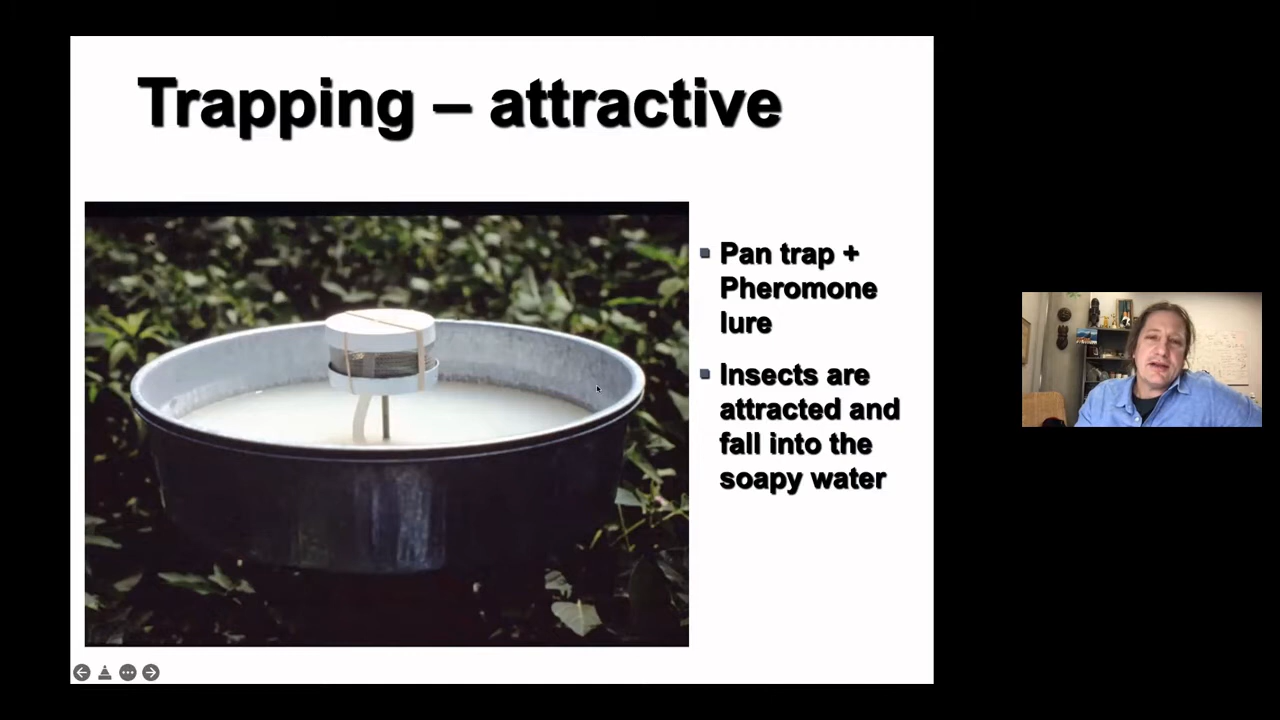 Trapping – attractive
Pan trap +
Pheromone
lure
Insects are
attracted and
fall into the
soapy water